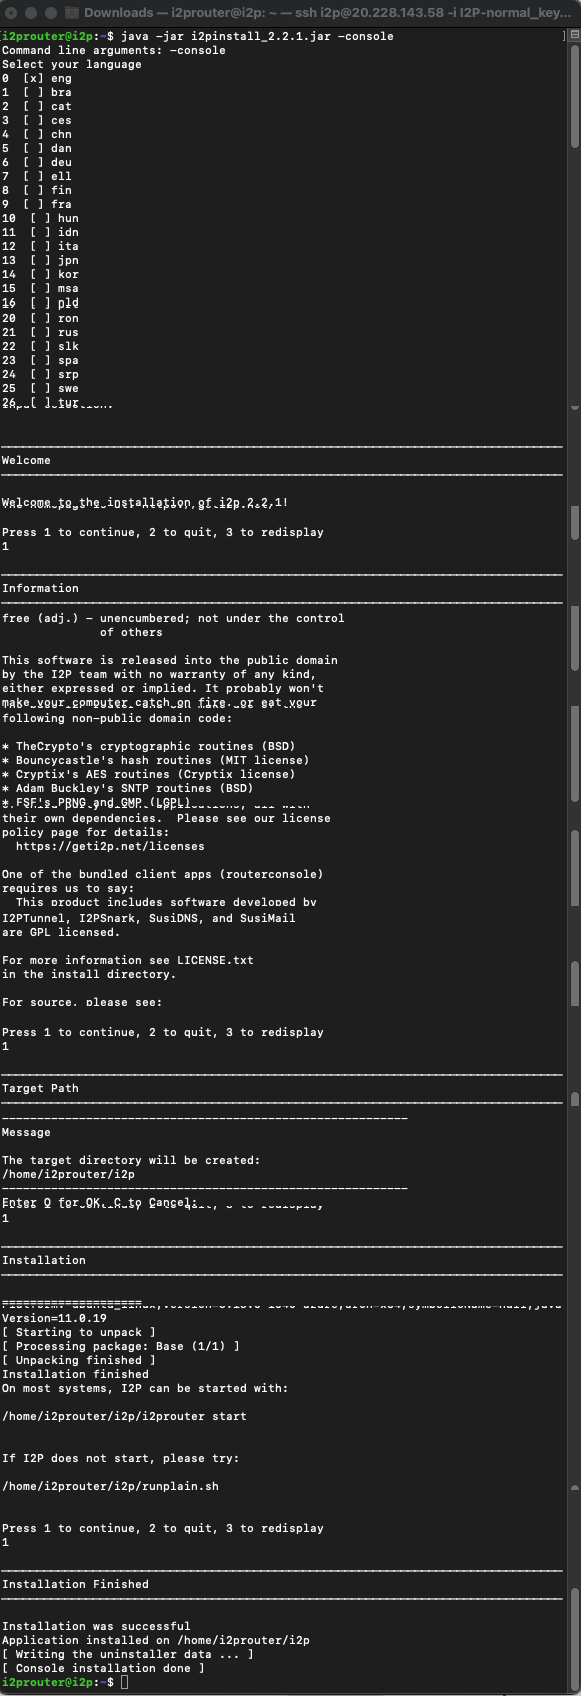 Downloads — i2prouter@i2p: ~ — ssh i2p@20.228.143.58 -i I2P-normal_key...
i2prouter@i2p:~$ java -jar i2pinstall_2.2.1.jar -console
Command line arguments: -console
Select your language
0  [x] eng
1  [ ] bra
2  [ ] cat
3  [ ] ces
4  [ ] chn
5  [ ] dan
6  [ ] deu
7  [ ] ell
8  [ ] fin
9  [ ] fra
10  [ ] hun
11  [ ] idn
12  [ ] ita
13  [ ] jpn
14  [ ] kor
15  [ ] msa
16  [ ]
20  [ ] ron
21  [ ] rus
22  [ ] slk
23  [ ] spa
24  [ ] srp
25  [ ] swe
26  [ ] tur
Welcome
Welcome to the installation of i2p 2.2.1!
Press 1 to continue, 2 to quit, 3 to redisplay
1
Information
free (adj.) - unencumbered; not under the control
of others
This software is released into the public domain
by the I2P team with no warranty of any kind,
either expressed or implied. It probably won't
make your computer catch on fire, or eat your
following non-public domain code:
* TheCrypto's cryptographic routines (BSD)
* Bouncycastle's hash routines (MIT license)
* Cryptix's AES routines (Cryptix license)
* Adam Buckley's SNTP routines (BSD)
* FSF's PRNG and GMP (LGPL)
their own dependencies.  Please see our license
policy page for details:
https://geti2p.net/licenses
One of the bundled client apps (routerconsole)
requires us to say:
This product includes software developed by
I2PTunnel, I2PSnark, SusiDNS, and SusiMail
are GPL licensed.
For more information see LICENSE.txt
in the install directory.
For source, please see:
Press 1 to continue, 2 to quit, 3 to redisplay
1
Target Path
Message
The target directory will be created:
/home/i2prouter/i2p
Enter O for OK, C to Cancel:
1
Installation
====================
Version=11.0.19
[ Starting to unpack ]
[ Processing package: Base (1/1) ]
[ Unpacking finished ]
Installation finished
On most systems, I2P can be started with:
/home/i2prouter/i2p/i2prouter start
If I2P does not start, please try:
/home/i2prouter/i2p/runplain.sh
Press 1 to continue, 2 to quit, 3 to redisplay
1
Installation Finished
Installation was successful
Application installed on /home/i2prouter/i2p
[ Writing the uninstaller data ... ]
[ Console installation done ]
i2prouter@i2p:~$